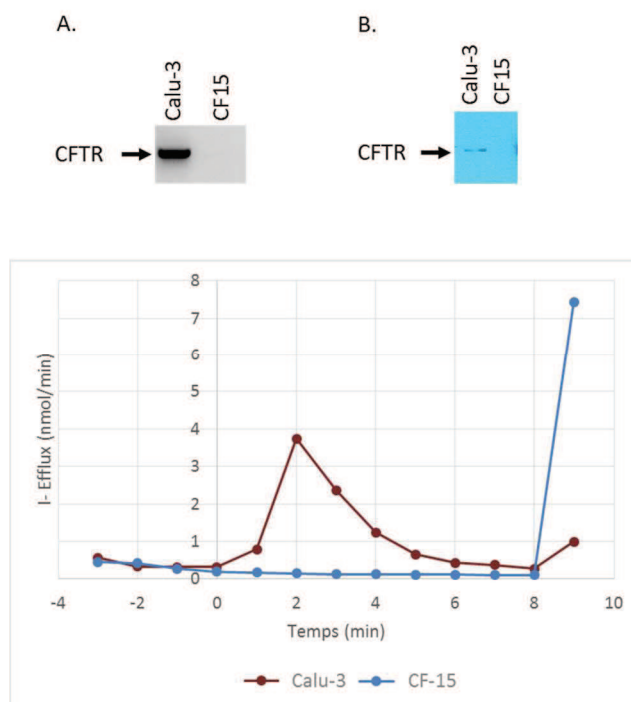 A.
Calu-3
CF15
CFTR
B.
Calu-3
CF15
CFTR
8
7
6
5
4
3
2
1
0
I- Efflux (nmol/min)
-4 -2 0 2 4 6 8 10
Temps (min)
Calu-3 CF-15